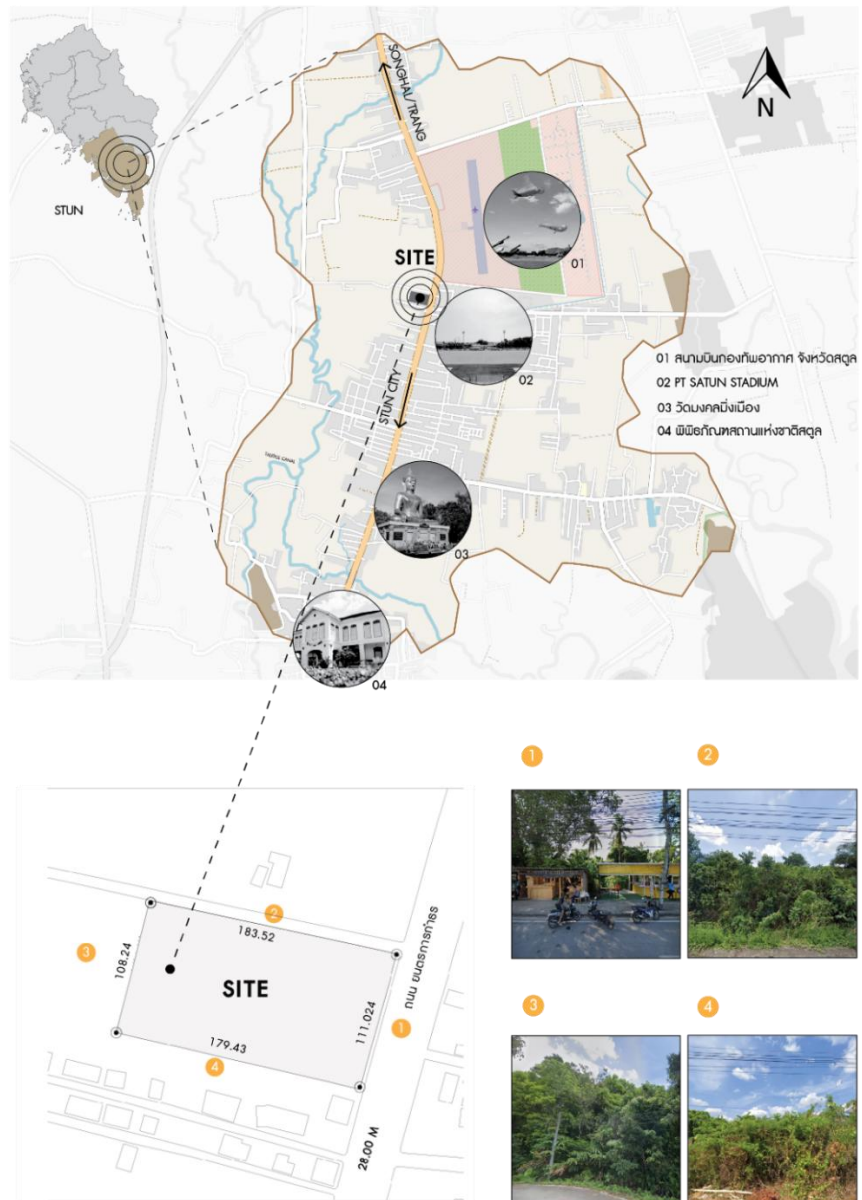 SONGHAI/TRANG
N
STUN
SITE
01
02
STUN CITY
01 สนามบินกองทัพอากาศ จังหวัดสตูล
02 PT SATUN STADIUM
03 วัดมงคลมิ่งเมือง
04 พิพิธภัณฑสถานแห่งชาติสตูล
03
04
1
2
2
183.52
3
108.24
SITE
ถนน ยนตรการกำธร
111.024
1
179.43
4
28.00 M
3
4